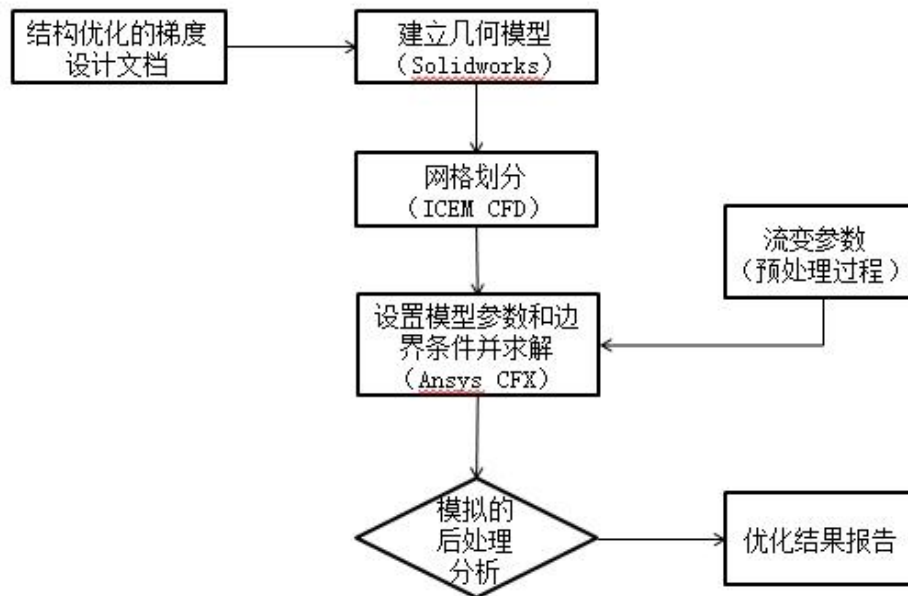 结构优化的梯度
设计文档
建立几何模型
(Solidworks)
网格划分
(ICEM CFD)
流变参数
(预处理过程)
设置模型参数和边
界条件并求解
(Ansys CFX)
模拟的
后处理
分析
优化结果报告